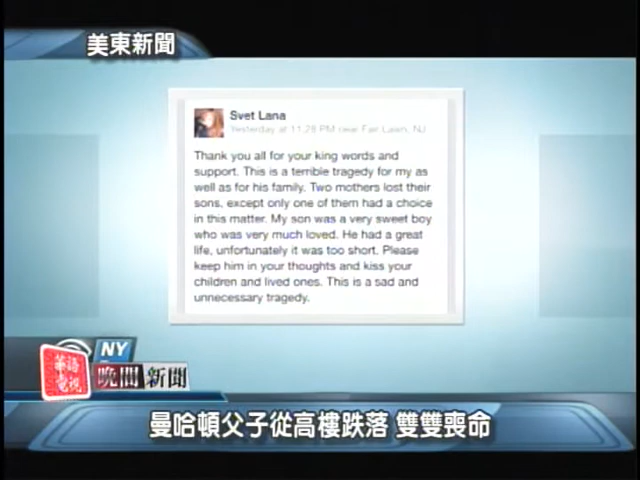 美東新聞
Svet Lana
Yesterday at 11:28 PM near Fair Lawn, NJ
Thank you all for your king words and
support. This is a terrible tragedy for my as
well as for his family. Two mothers lost their
sons, except only one of them had a choice
in this matter. My son was a very sweet boy
who was very much loved. He had a great
life, unfortunately it was too short. Please
keep him in your thoughts and kiss your
children and lived ones. This is a sad and
unnecessary tragedy.
NY
華語
電視
晚間新聞
曼哈頓父子從高樓跌落 雙雙喪命